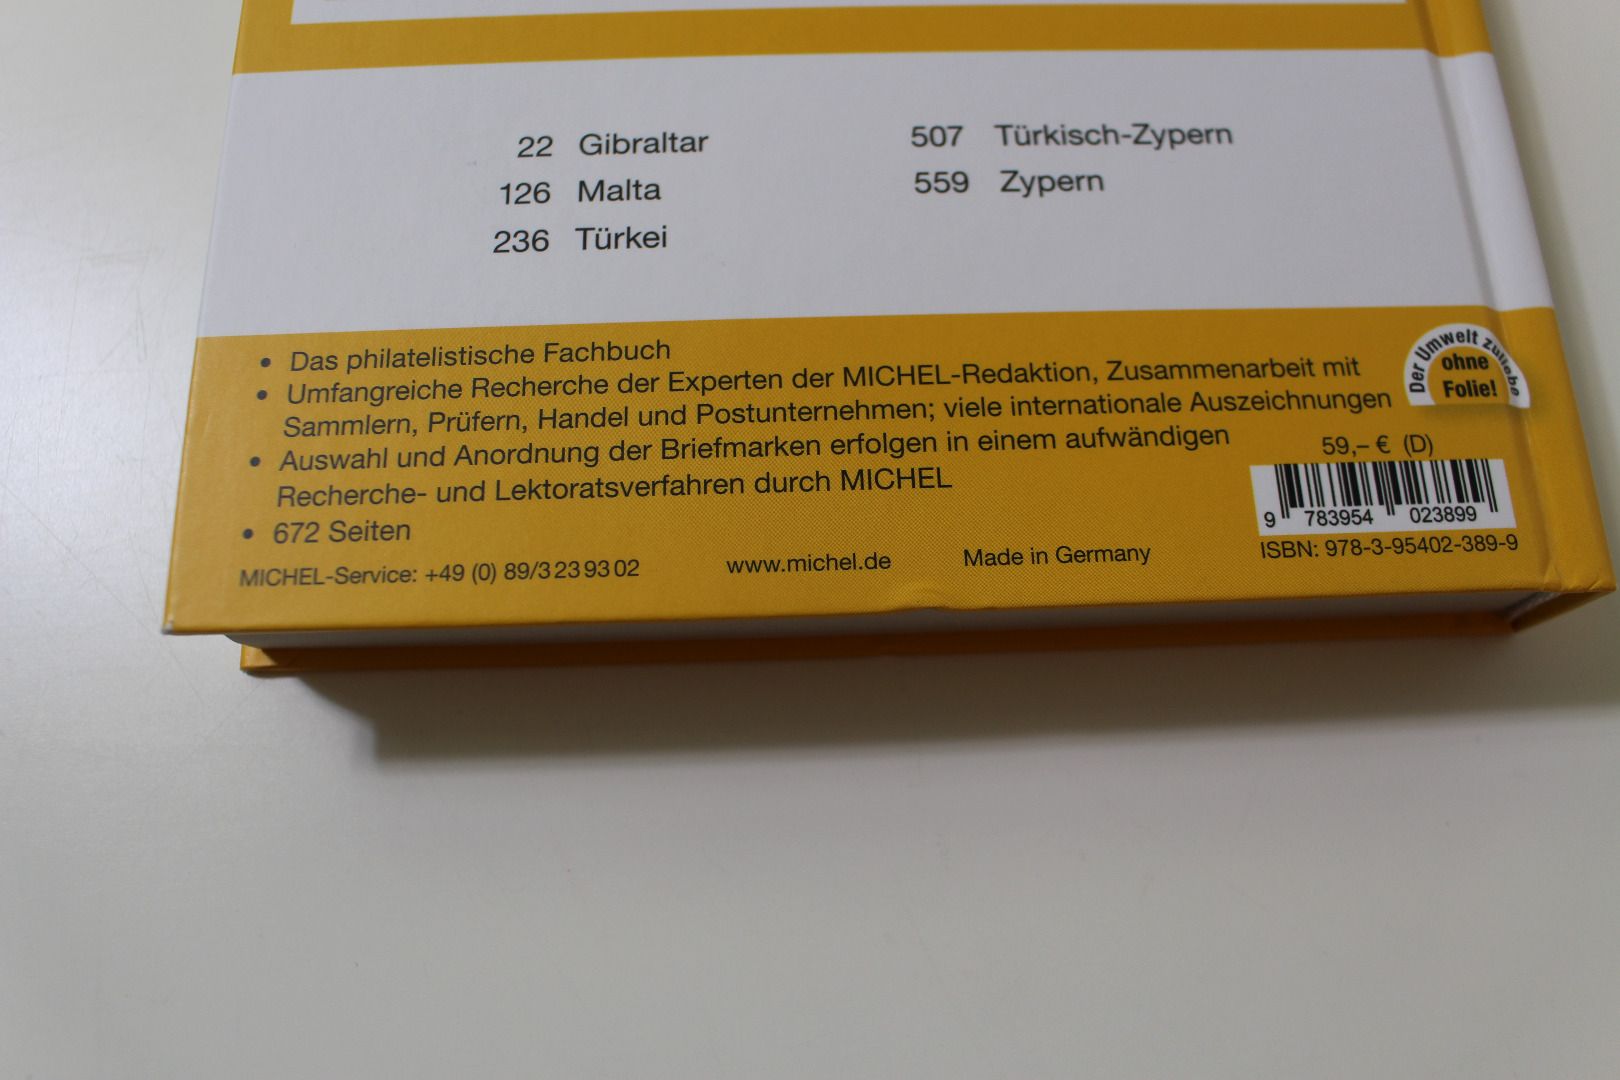 22 Gibraltar
126 Malta
236 Türkei
507 Türkisch-Zypern
559 Zypern
• Das philatelistische Fachbuch
• Umfangreiche Recherche der Experten der MICHEL-Redaktion, Zusammenarbeit mit
Sammlern, Prüfern, Handel und Postunternehmen; viele internationale Auszeichnungen
• Auswahl und Anordnung der Briefmarken erfolgen in einem aufwändigen
Recherche- und Lektoratsverfahren durch MICHEL
• 672 Seiten
MICHEL-Service: +49 (0) 89/3 23 93 02
www.michel.de
Made in Germany
Der Umwelt zuliebe
ohne
Folie!
59,– € (D)
9 783954 023899
ISBN: 978-3-95402-389-9